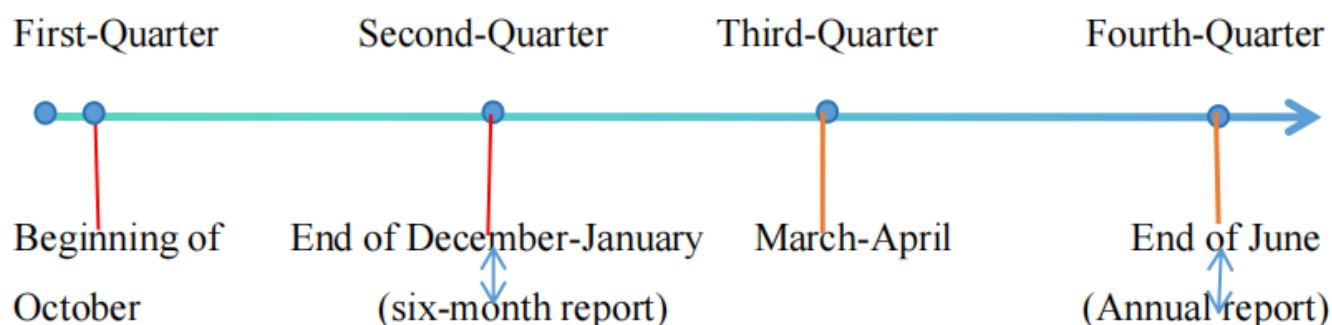 First-Quarter Second-Quarter Third-Quarter Fourth-Quarter
Beginning of October
End of December-January
(six-month report)
March-April
End of June
(Annual report)